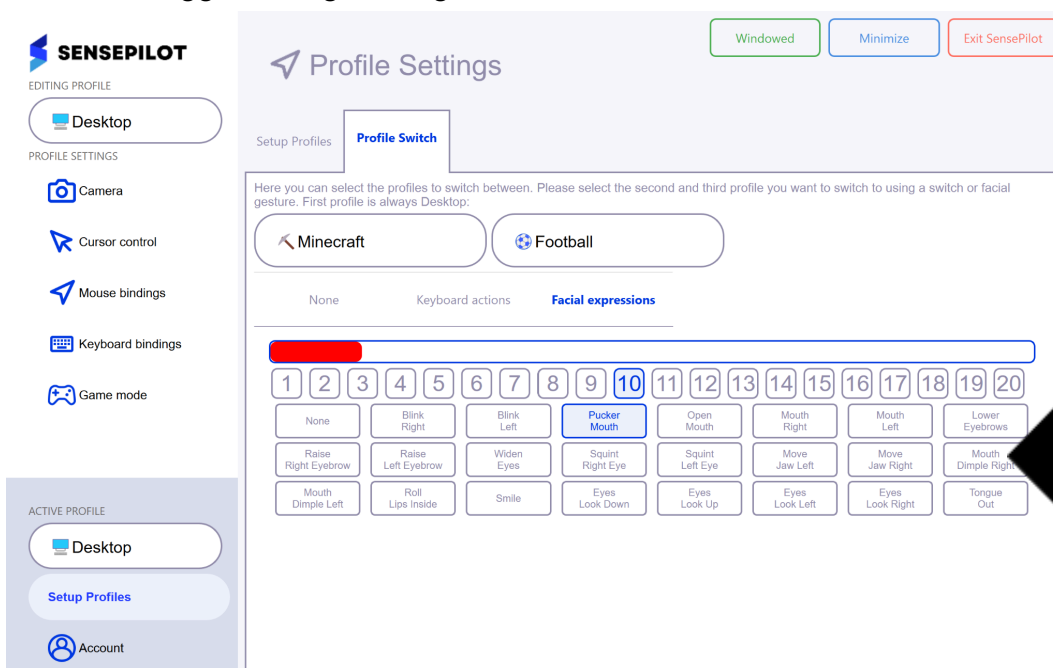 SENSEPILOT
EDITING PROFILE
Desktop
PROFILE SETTINGS
Camera
Cursor control
Mouse bindings
Keyboard bindings
Game mode
ACTIVE PROFILE
Desktop
Setup Profiles
Account
Windowed Minimize Exit SensePilot
Profile Settings
Setup Profiles Profile Switch
Here you can select the profiles to switch between. Please select the second and third profile you want to switch to using a switch or facial
gesture. First profile is always Desktop:
Minecraft Football
None Keyboard actions Facial expressions
1 2 3 4 5 6 7 8 9 10 11 12 13 14 15 16 17 18 19 20
None
Blink
Right
Blink
Left
Pucker
Mouth
Open
Mouth
Mouth
Right
Mouth
Left
Lower
Eyebrows
Raise
Right Eyebrow
Raise
Left Eyebrow
Widen
Eyes
Squint
Right Eye
Squint
Left Eye
Move
Jaw Left
Move
Jaw Right
Mouth
Dimple Right
Mouth
Dimple Left
Roll
Lips Inside
Smile
Eyes
Look Down
Eyes
Look Up
Eyes
Look Left
Eyes
Look Right
Tongue
Out